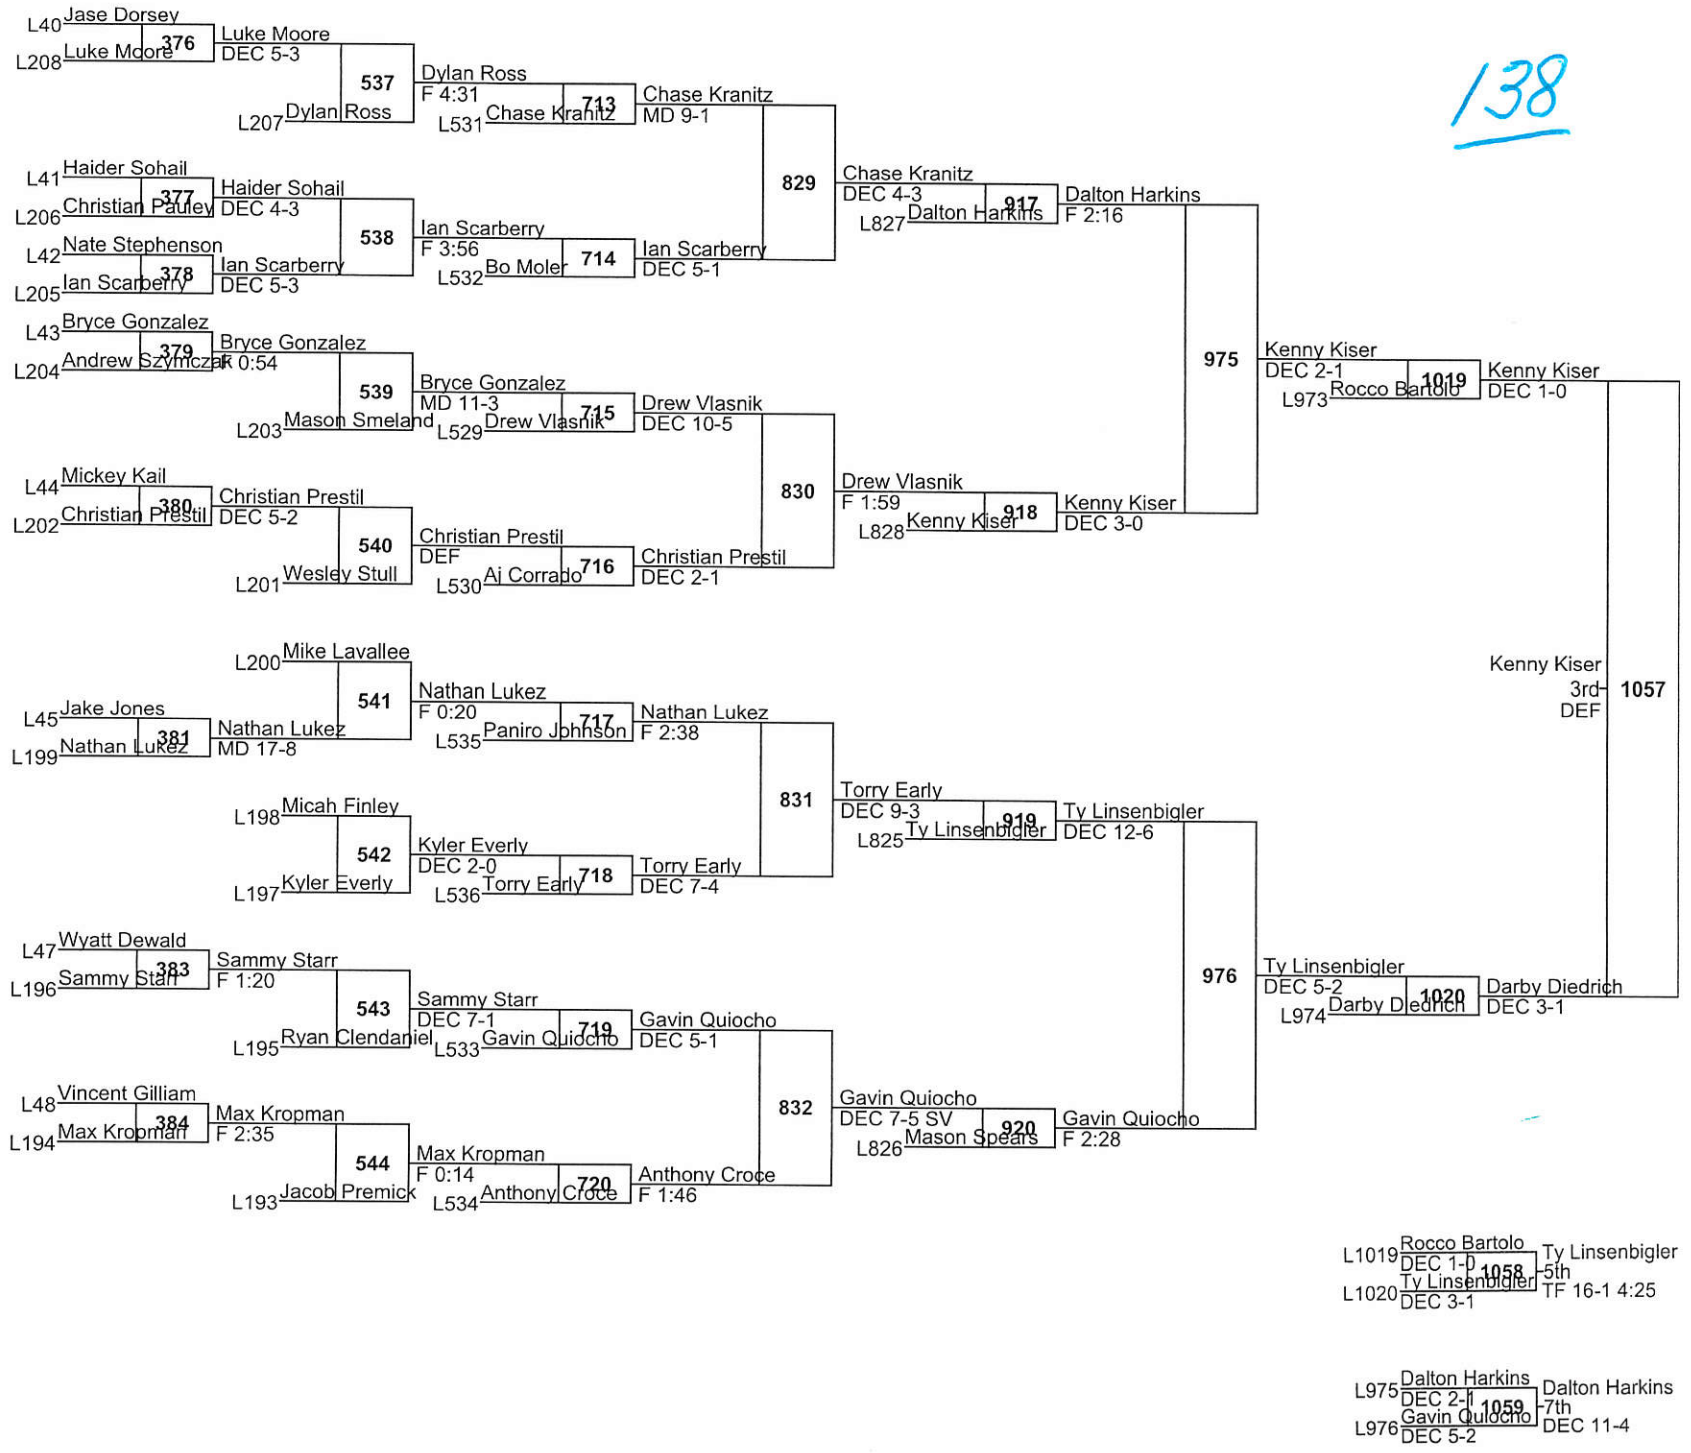 138
L40 Jase Dorsey
376
L208 Luke Moore
Luke Moore
DEC 5-3
537
L207 Dylan Ross
Dylan Ross
F 4:31
713
L531 Chase Kranitz
Chase Kranitz
MD 9-1
L41 Haider Sohail
377
L206 Christian Pauley
Haider Sohail
DEC 4-3
538
L42 Nate Stephenson
378
L205 Ian Scarberry
Ian Scarberry
DEC 5-3
Ian Scarberry
F 3:56
714
L532 Bo Moler
Ian Scarberry
DEC 5-1
829
Chase Kranitz
DEC 4-3
917
L827 Dalton Harkins
Dalton Harkins
F 2:16
L43 Bryce Gonzalez
379
L204 Andrew Szymczak
Bryce Gonzalez
F 0:54
539
L203 Mason Smeland
Bryce Gonzalez
MD 11-3
715
L529 Drew Vlasnik
Drew Vlasnik
DEC 10-5
L44 Mickey Kail
380
L202 Christian Prestil
Christian Prestil
DEC 5-2
540
L201 Wesley Stull
Christian Prestil
DEF
716
L530 Aj Corrado
Christian Prestil
DEC 2-1
830
Drew Vlasnik
F 1:59
918
L828 Kenny Kiser
Kenny Kiser
DEC 3-0
975
Kenny Kiser
DEC 2-1
1019
L973 Rocco Bartolo
Kenny Kiser
DEC 1-0
L200 Mike Lavallee
541
L45 Jake Jones
381
L199 Nathan Lukez
Nathan Lukez
MD 17-8
Nathan Lukez
F 0:20
717
L535 Paniro Johnson
Nathan Lukez
F 2:38
L198 Micah Finley
542
L197 Kyler Everly
Kyler Everly
DEC 2-0
718
L536 Torry Early
Torry Early
DEC 7-4
831
Torry Early
DEC 9-3
919
L825 Ty Linsenbigler
Ty Linsenbigler
DEC 12-6
L47 Wyatt Dewald
383
L196 Sammy Starr
Sammy Starr
F 1:20
543
L195 Ryan Clendaniel
Sammy Starr
DEC 7-1
719
L533 Gavin Quiocho
Gavin Quiocho
DEC 5-1
L48 Vincent Gilliam
384
L194 Max Kropman
Max Kropman
F 2:35
544
L193 Jacob Premick
Max Kropman
F 0:14
720
L534 Anthony Croce
Anthony Croce
F 1:46
832
Gavin Quiocho
DEC 7-5 SV
920
L826 Mason Spears
Gavin Quiocho
F 2:28
976
Ty Linsenbigler
DEC 5-2
1020
L974 Darby Diedrich
Darby Diedrich
DEC 3-1
Kenny Kiser
3rd
DEF
1057
L1019 Rocco Bartolo
DEC 1-0
1058
L1020 Ty Linsenbigler
DEC 3-1
Ty Linsenbigler
5th
TF 16-1 4:25
L975 Dalton Harkins
DEC 2-1
1059
L976 Gavin Quiocho
DEC 5-2
Dalton Harkins
7th
DEC 11-4